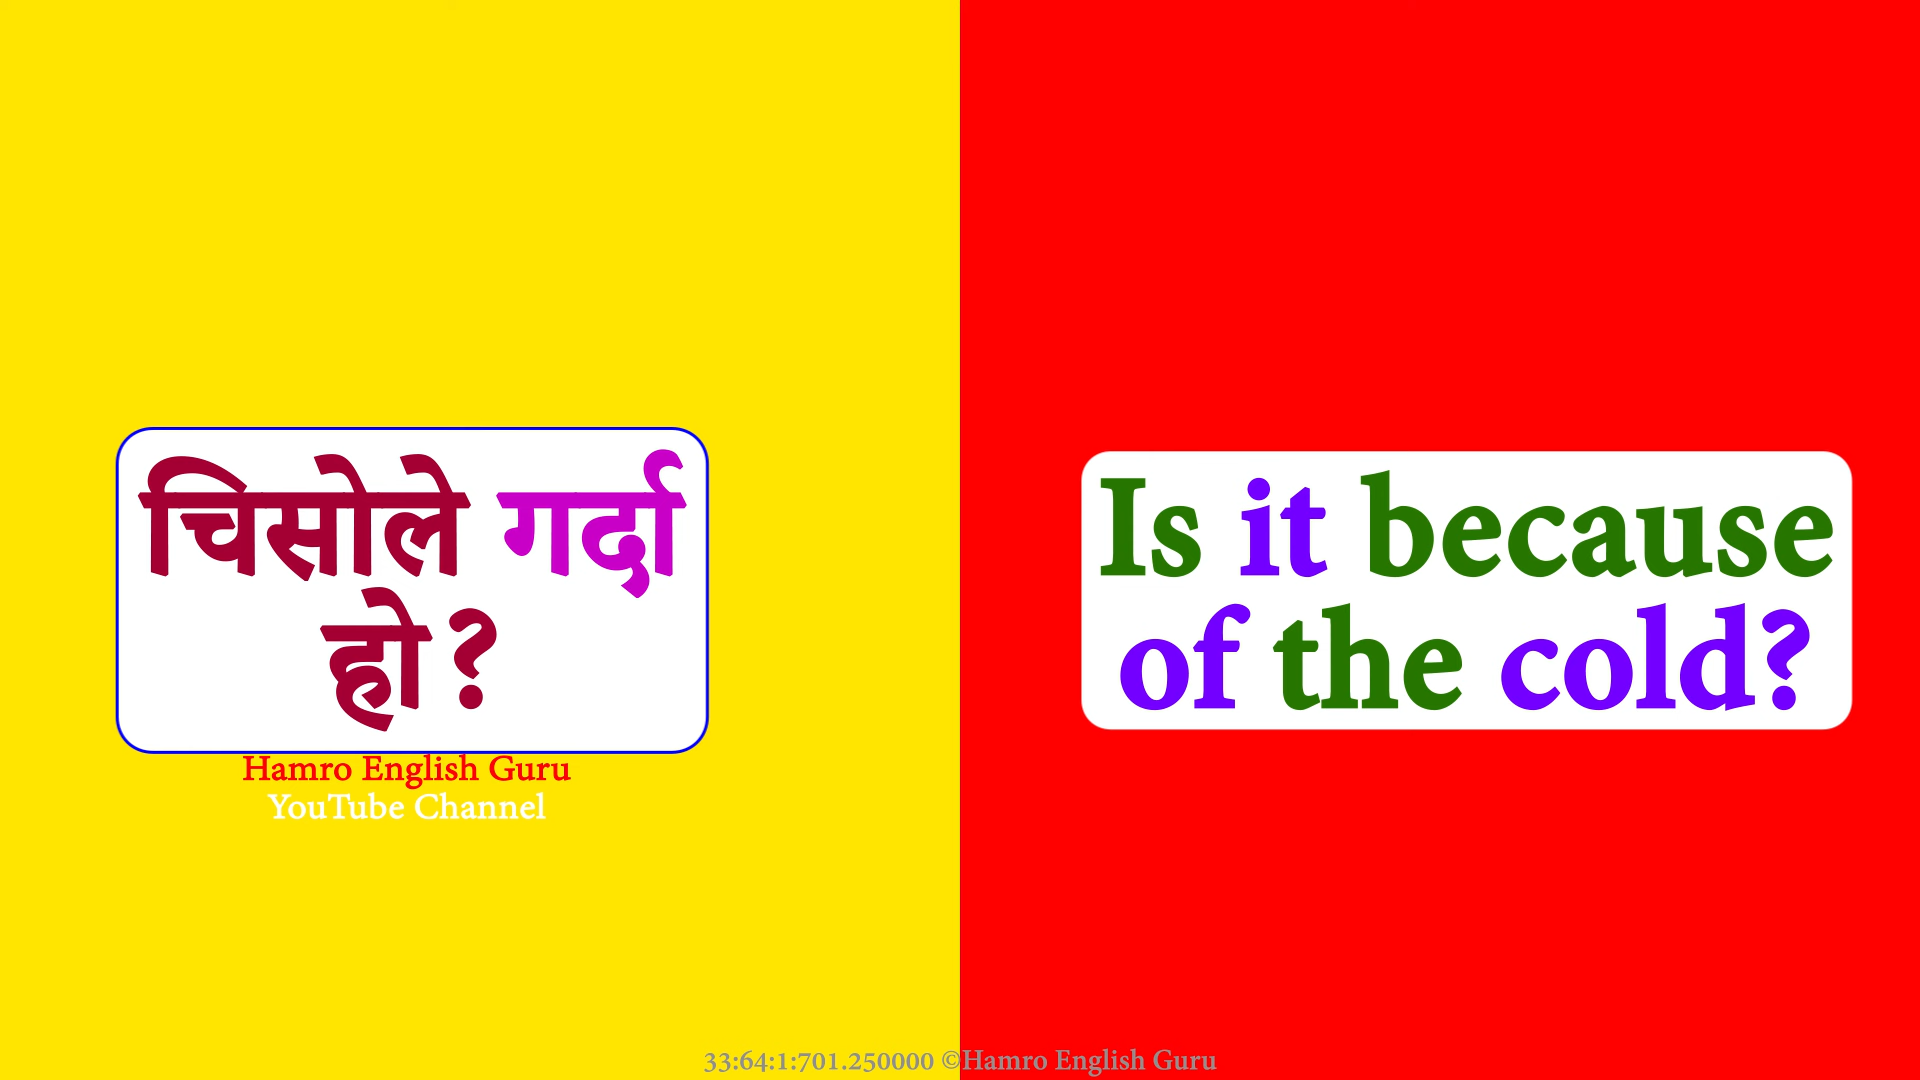 चिसोले गर्दा
हो ?
Hamro English Guru
YouTube Channel
Is it because
of the cold?
33:64:1:701.250000 ©Hamro English Guru